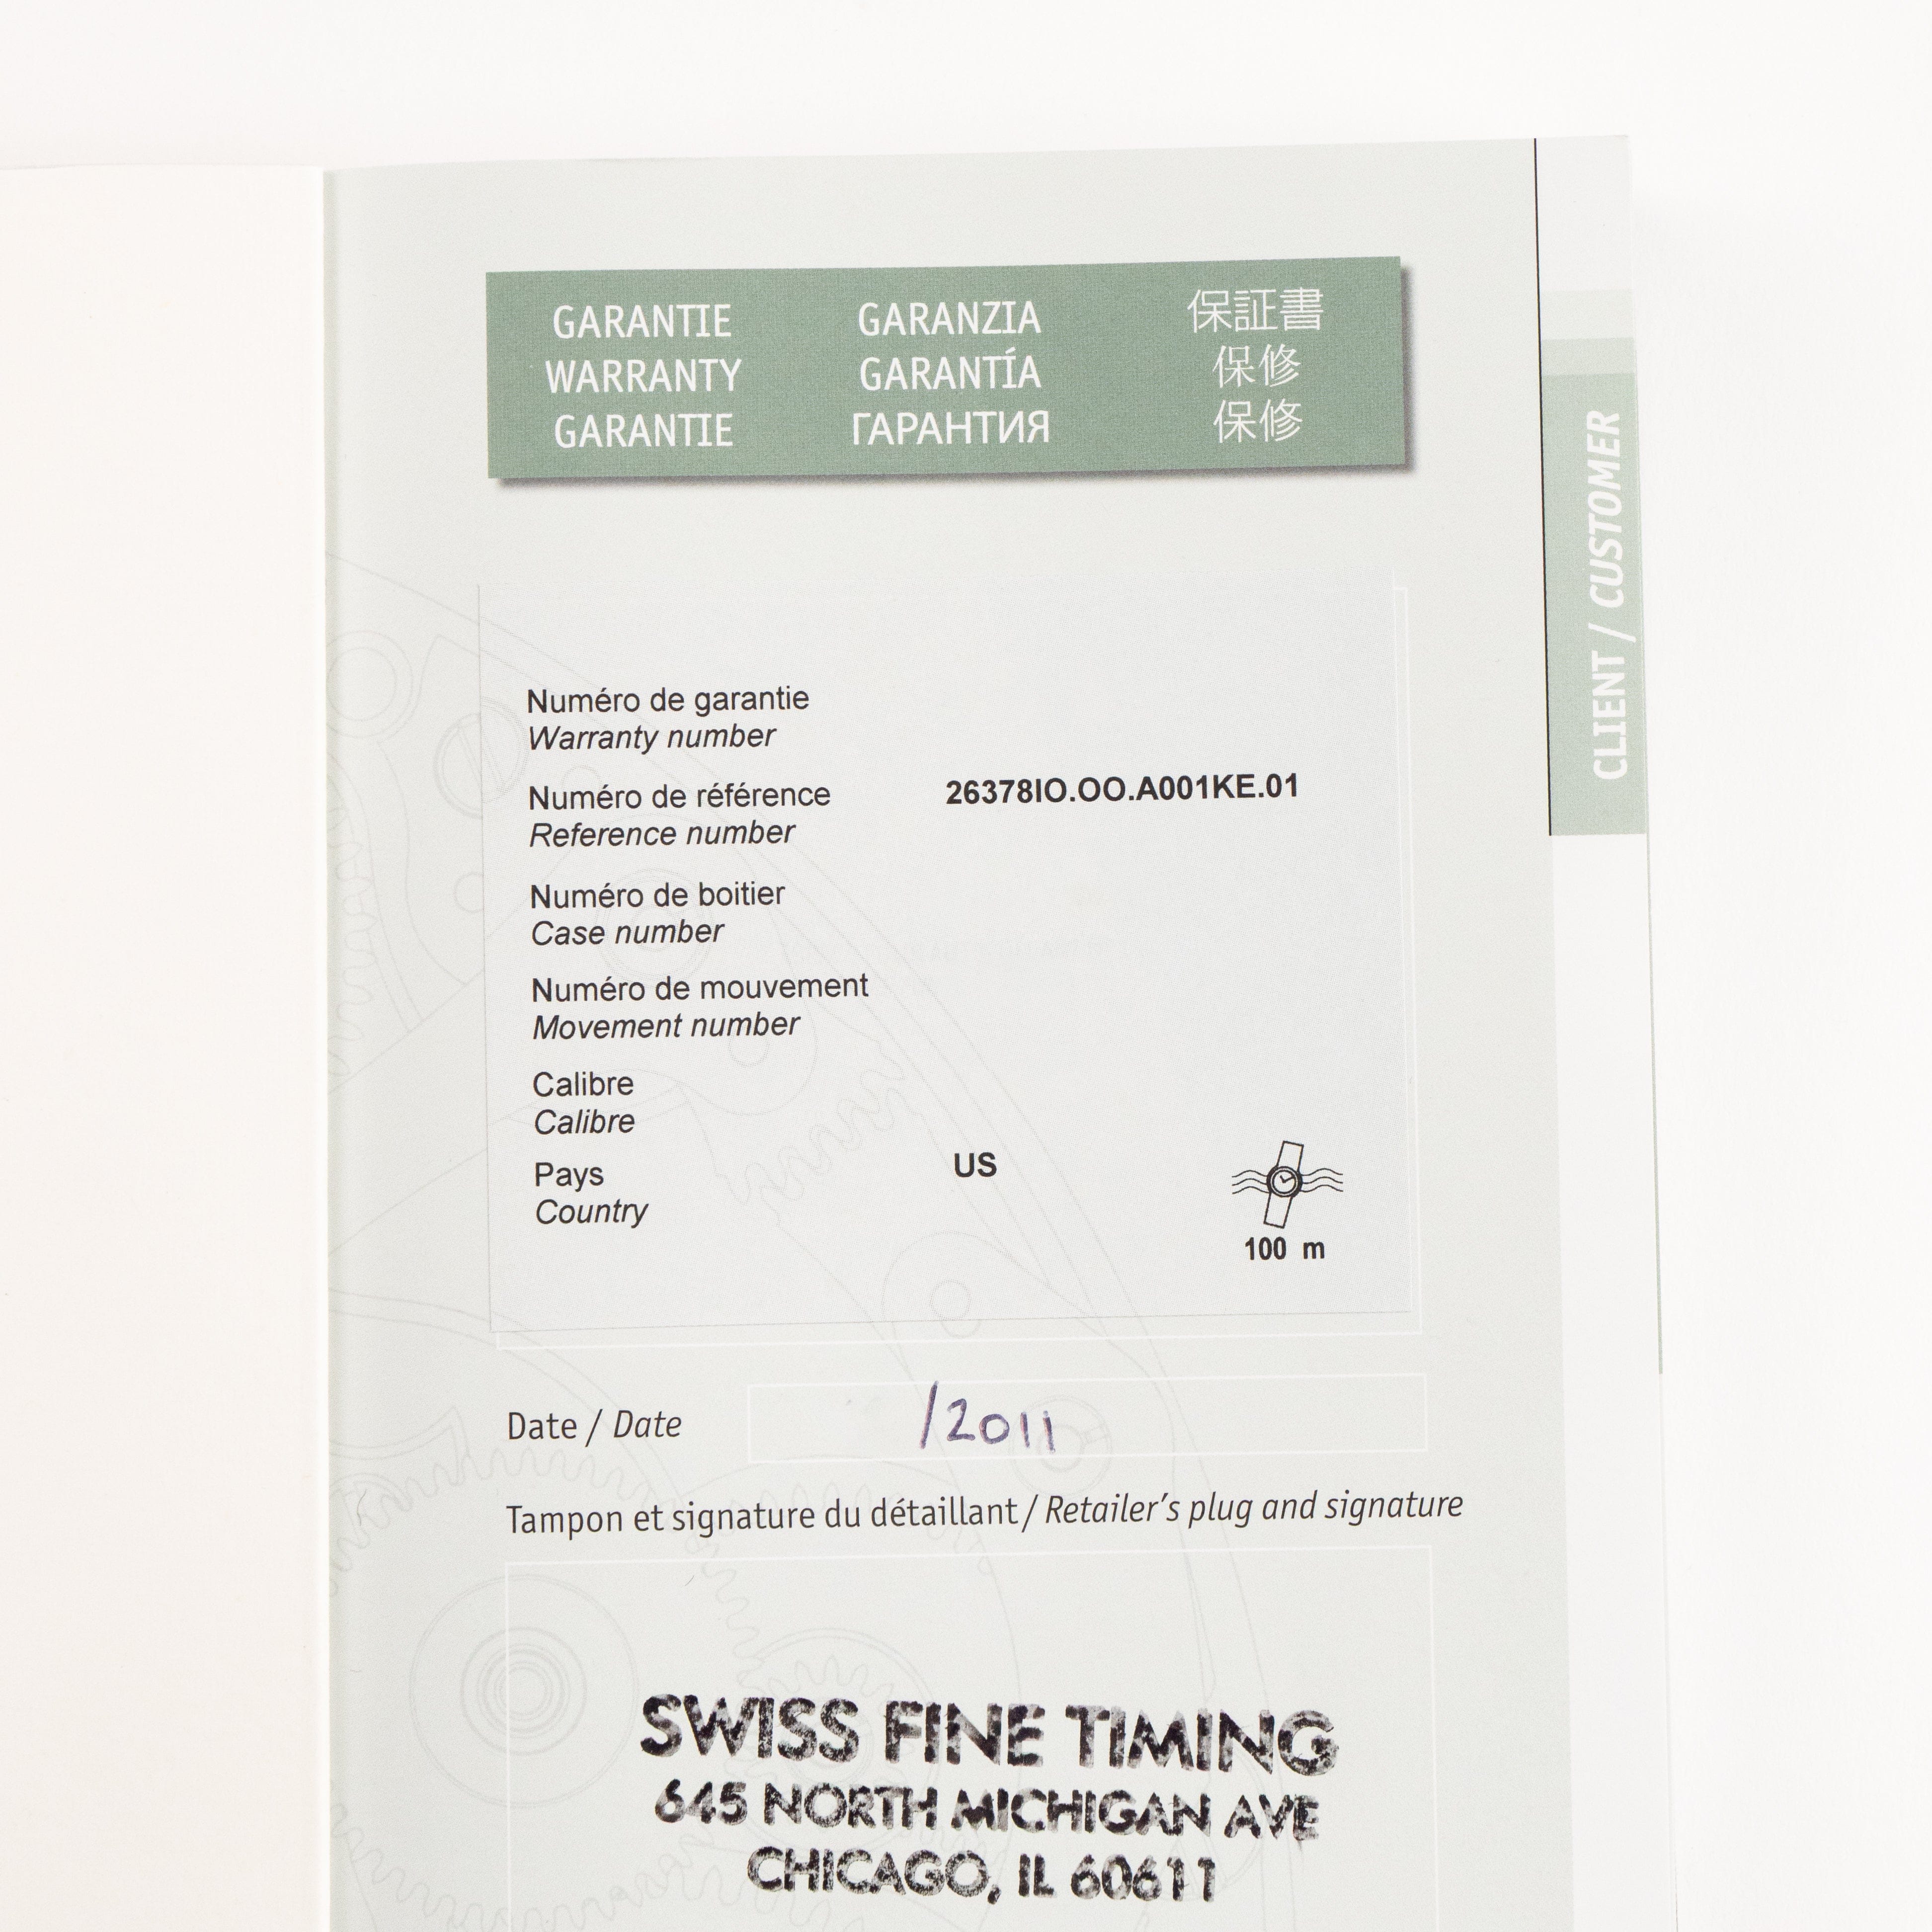 GARANTIE GARANZIA 保証書
WARRANTY GARANTÍA 保修
GARANTIE ГАРАНТИЯ 保修
CLIENT / CUSTOMER
Numéro de garantie
Warranty number
Numéro de référence 26378IO.OO.A001KE.01
Reference number
Numéro de boitier
Case number
Numéro de mouvement
Movement number
Calibre
Calibre
Pays US
Country
100 m
Date / Date /2011
Tampon et signature du détaillant / Retailer's plug and signature
SWISS FINE TIMING
645 NORTH MICHIGAN AVE
CHICAGO, IL 60611